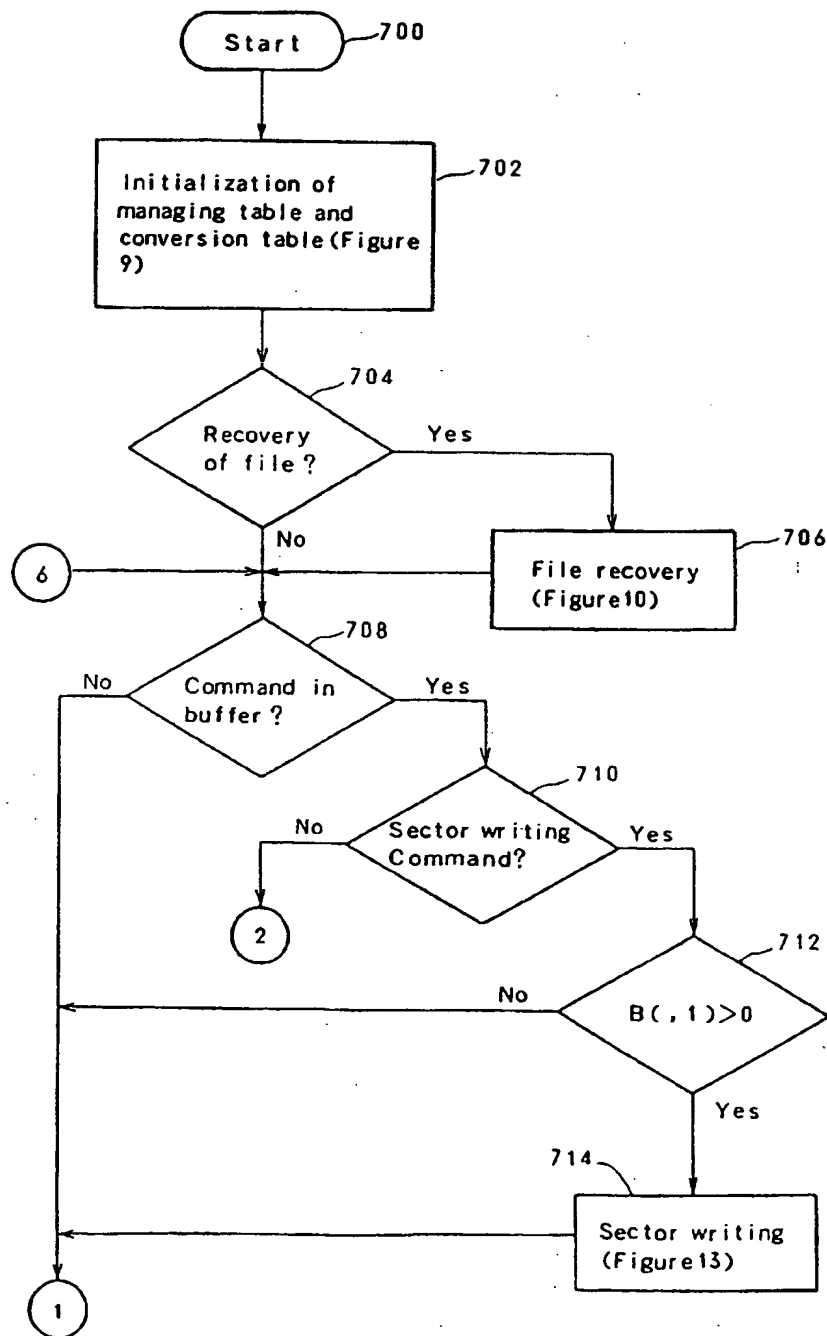 Start
700
702
Initialization of
managing table and
conversion table(Figure
9)
704
Recovery
of file?
Yes
No
706
File recovery
(Figure10)
6
708
No
Command in
buffer?
Yes
710
No
Sector writing
Command?
Yes
2
712
No
B(,1)>0
Yes
714
Sector writing
(Figure13)
1